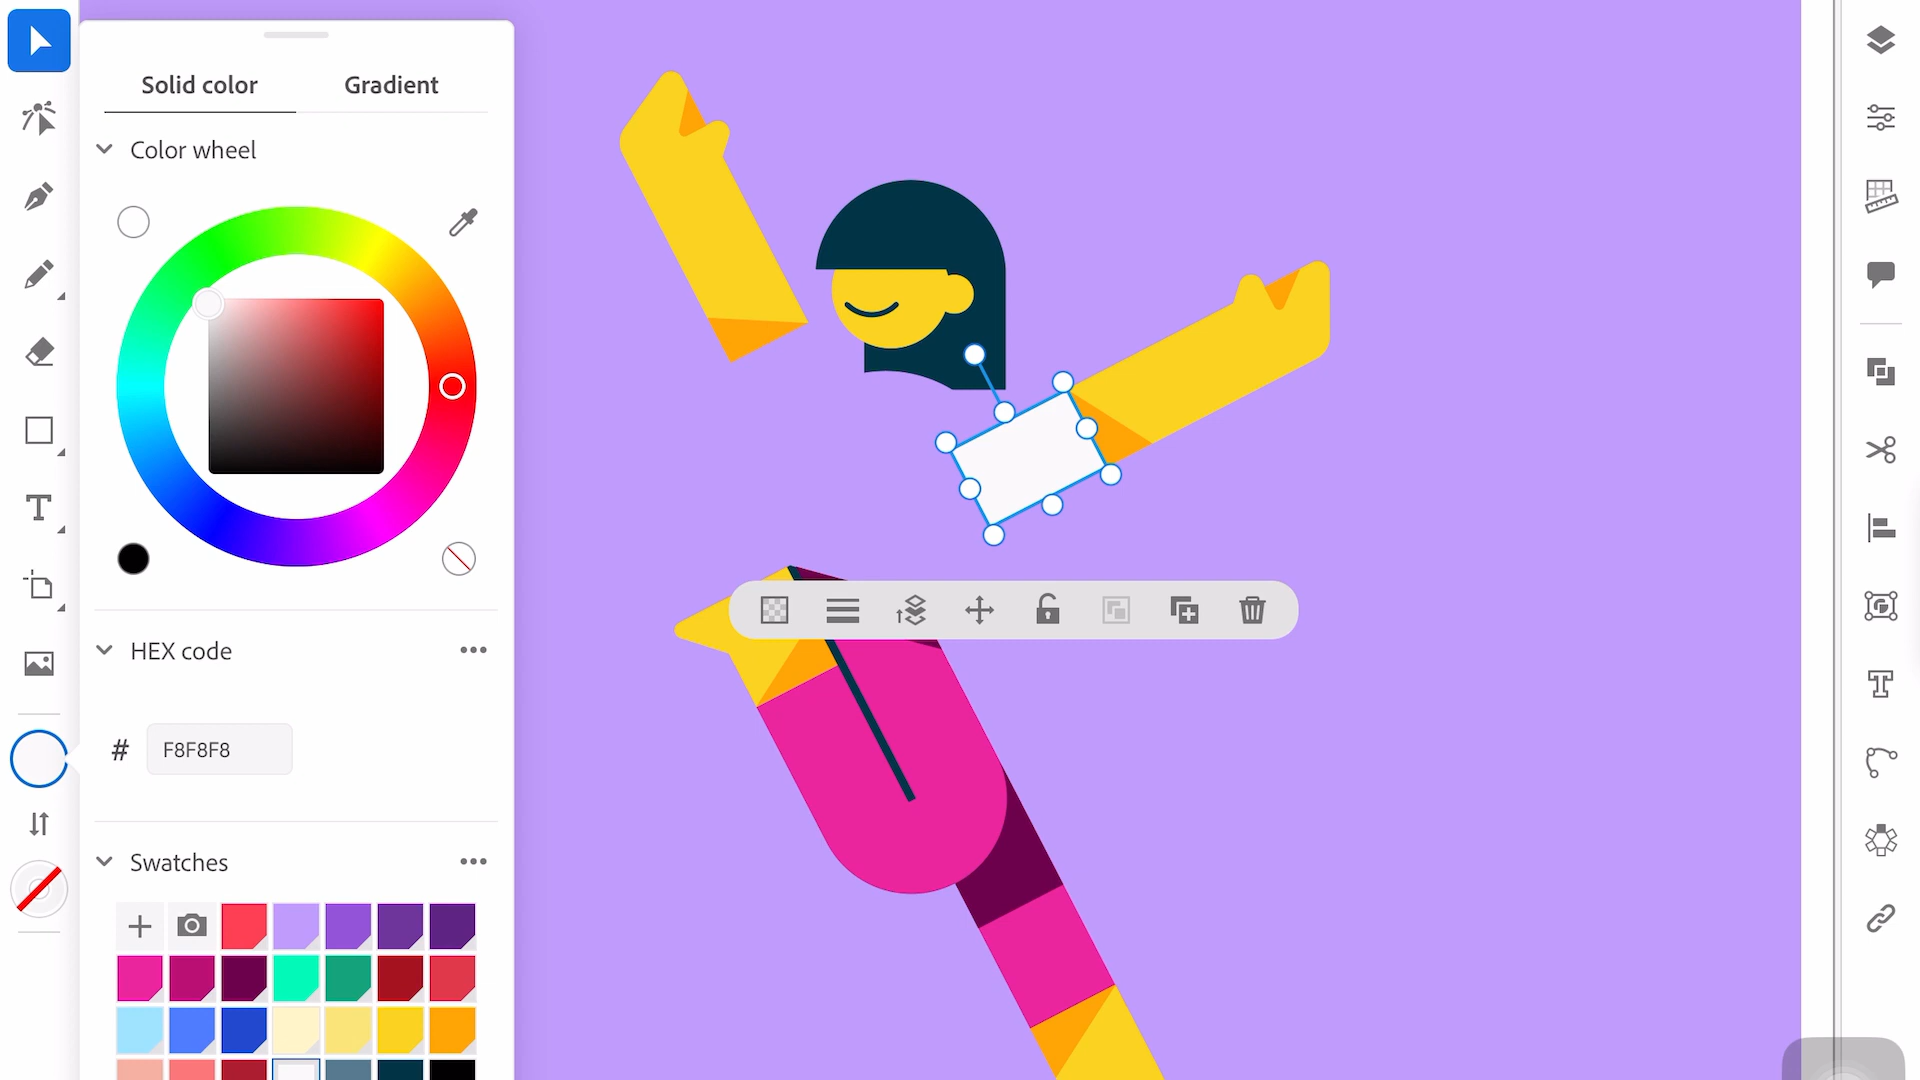 Solid color
Gradient
Color wheel
HEX code
# F8F8F8
Swatches